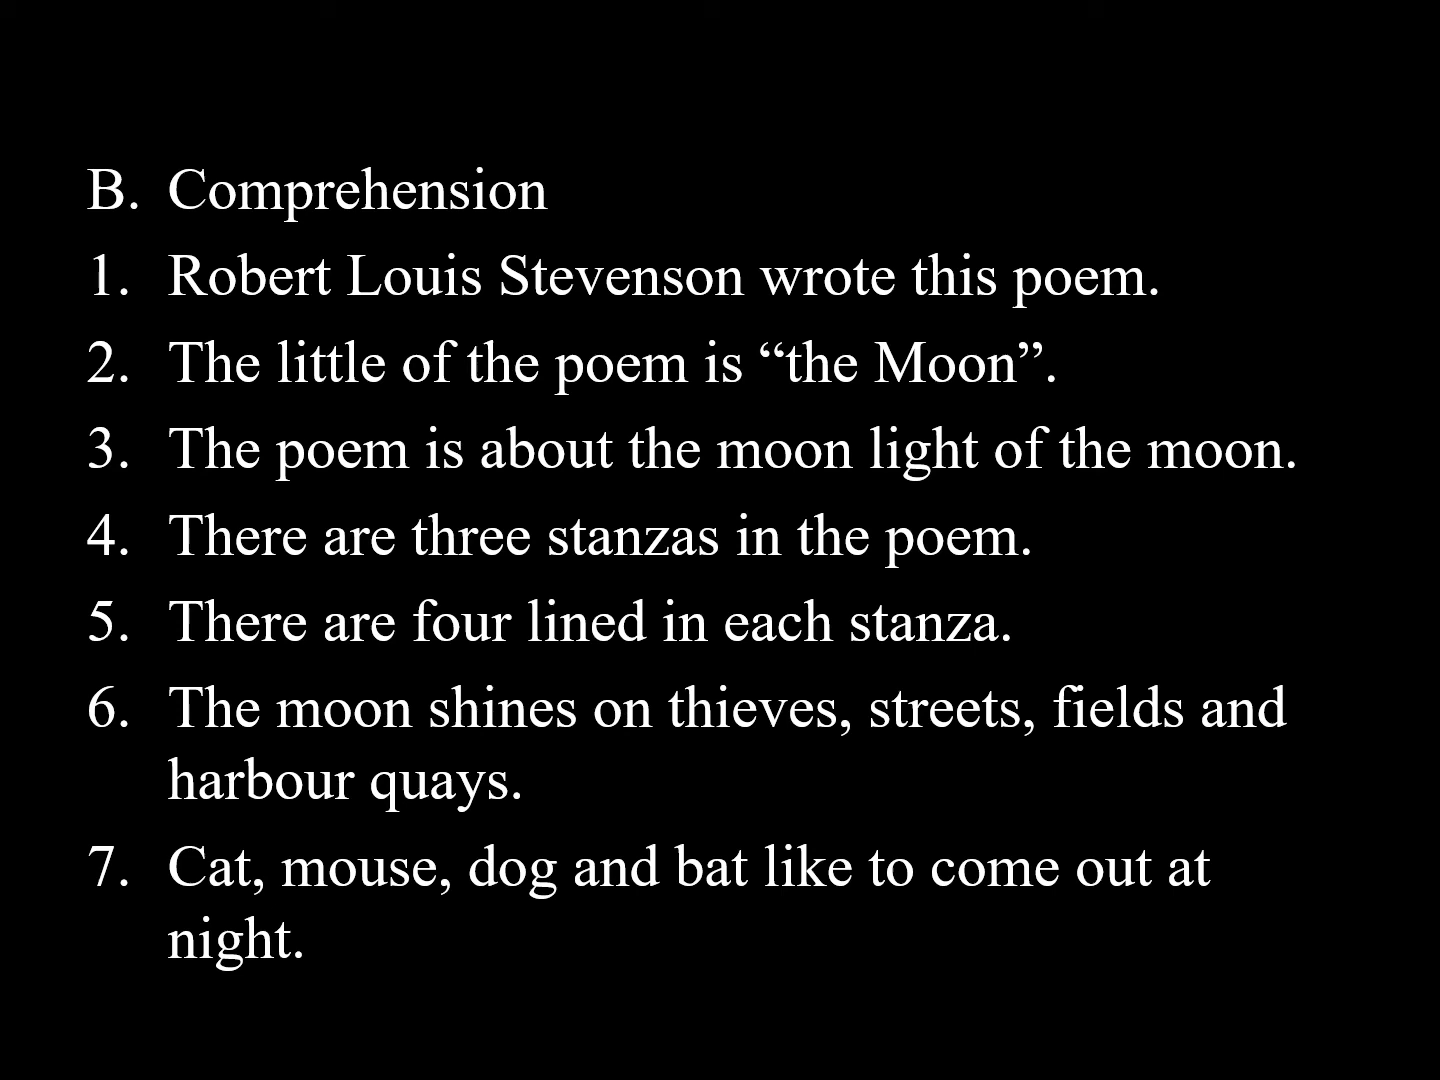 B. Comprehension
1. Robert Louis Stevenson wrote this poem.
2. The little of the poem is “the Moon”.
3. The poem is about the moon light of the moon.
4. There are three stanzas in the poem.
5. There are four lined in each stanza.
6. The moon shines on thieves, streets, fields and
harbour quays.
7. Cat, mouse, dog and bat like to come out at
night.